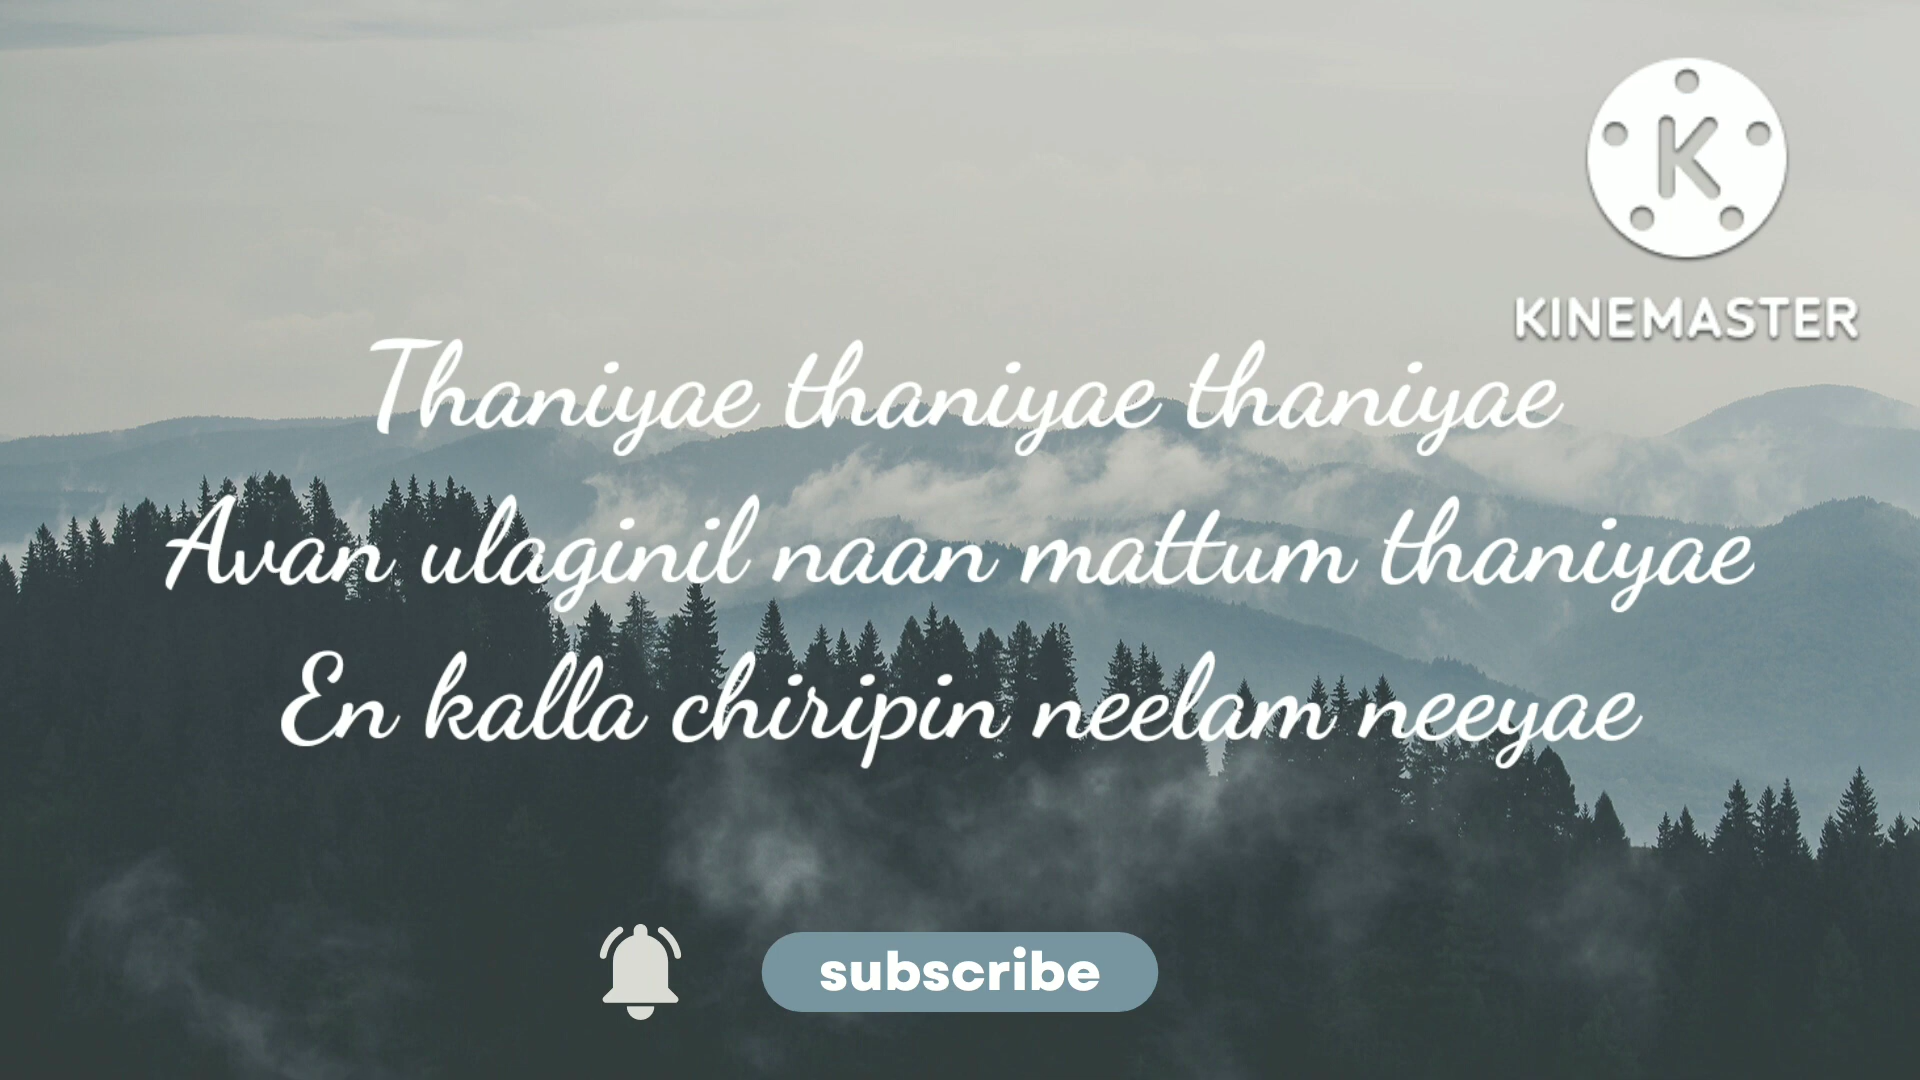 K
KINEMASTER
Thaniyae thaniyae thaniyae
Avan ulaginil naan mattum thaniyae
En kalla chiripin neelam neeyae
subscribe